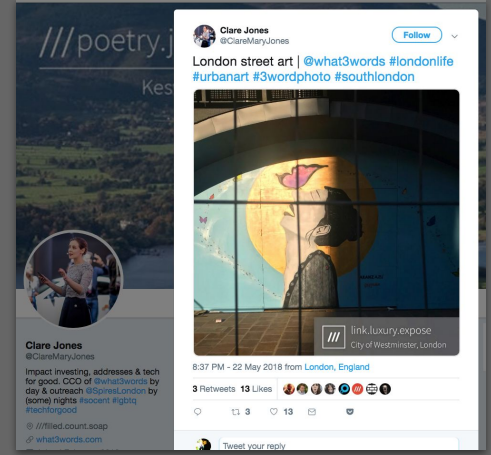 ///poetry.j
Kes
Clare Jones
@ClareMaryJones
Follow
London street art | @what3words #londonlife
#urbanart #3wordphoto #southlondon
link.luxury.expose
City of Westminster, London
8:37 PM - 22 May 2018 from London, England
3 Retweets 13 Likes
3 13
Tweet your reply
Clare Jones
@ClareMaryJones
Impact investing, addresses & tech
for good. CCO of @what3words by
day & outreach @SpiresLondon by
(some) nights #socent #lgbtq
#techforgood
///filled.count.soap
what3words.com